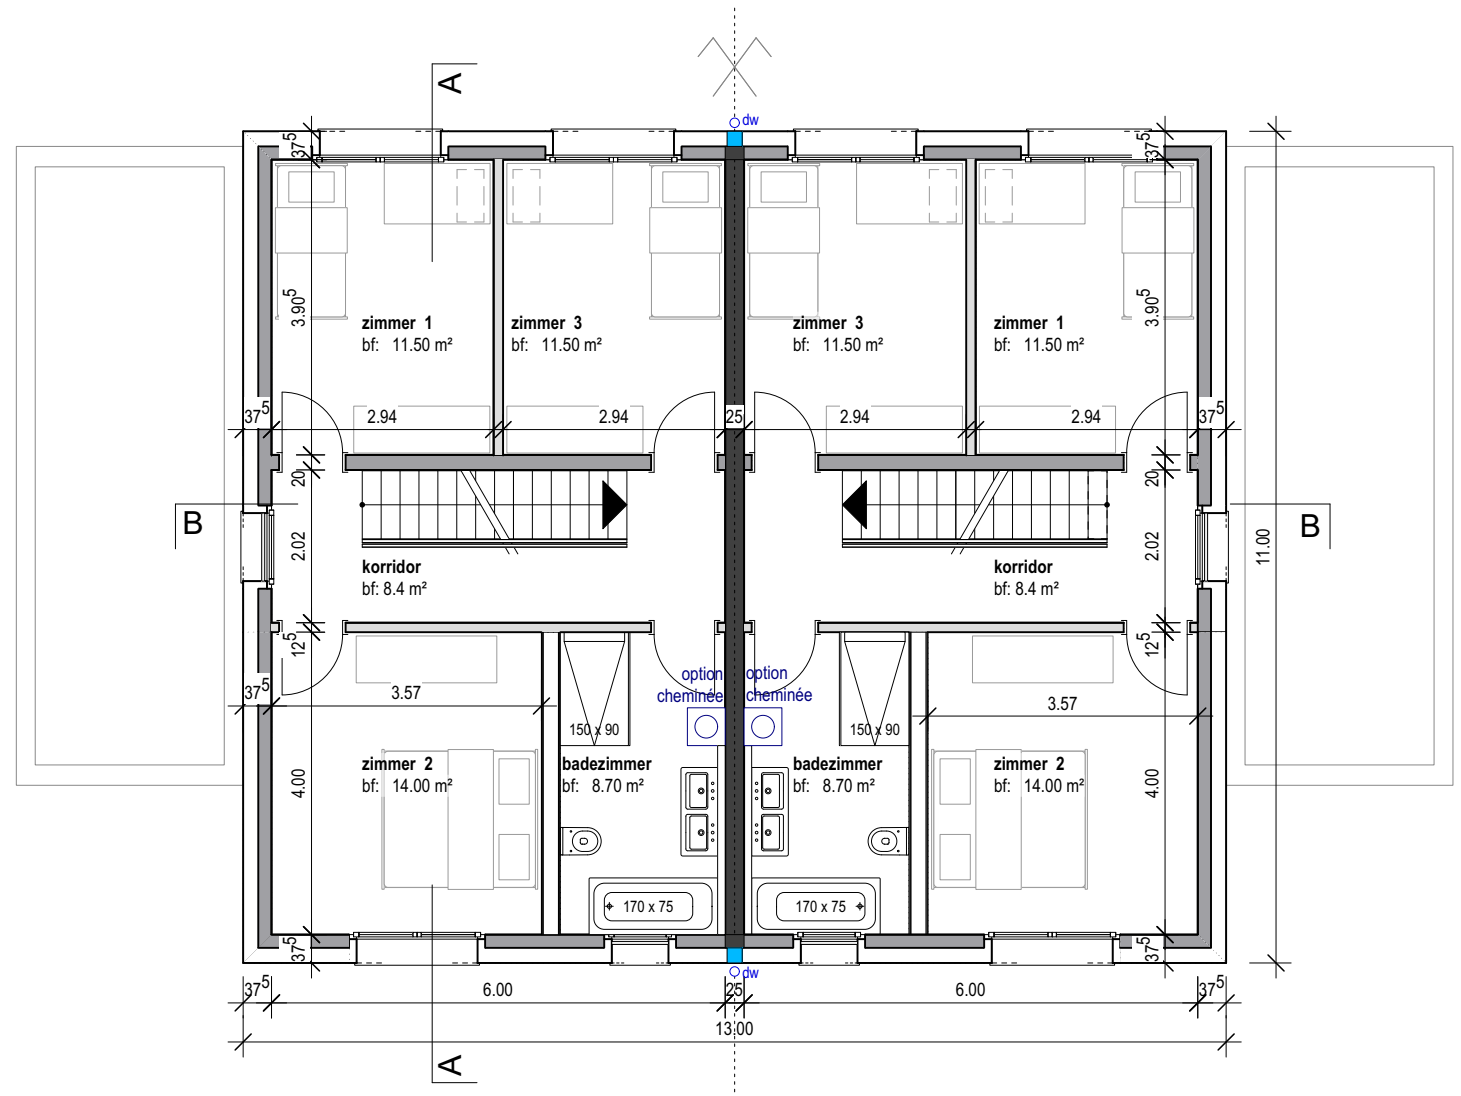 A
dw
37⁵
37⁵
3.90⁵
3.90⁵
zimmer 1
bf: 11.50 m²
zimmer 3
bf: 11.50 m²
zimmer 3
bf: 11.50 m²
zimmer 1
bf: 11.50 m²
37⁵
2.94
2.94
25
2.94
2.94
37⁵
20
20
B
B
2.02
2.02
11.00
korridor
bf: 8.4 m²
korridor
bf: 8.4 m²
12⁵
12⁵
option
cheminée
option
cheminée
37⁵
3.57
3.57
150 x 90
150 x 90
zimmer 2
bf: 14.00 m²
badezimmer
bf: 8.70 m²
badezimmer
bf: 8.70 m²
zimmer 2
bf: 14.00 m²
4.00
4.00
170 x 75
170 x 75
37⁵
37⁵
dw
37⁵
6.00
25
6.00
37⁵
13.00
A